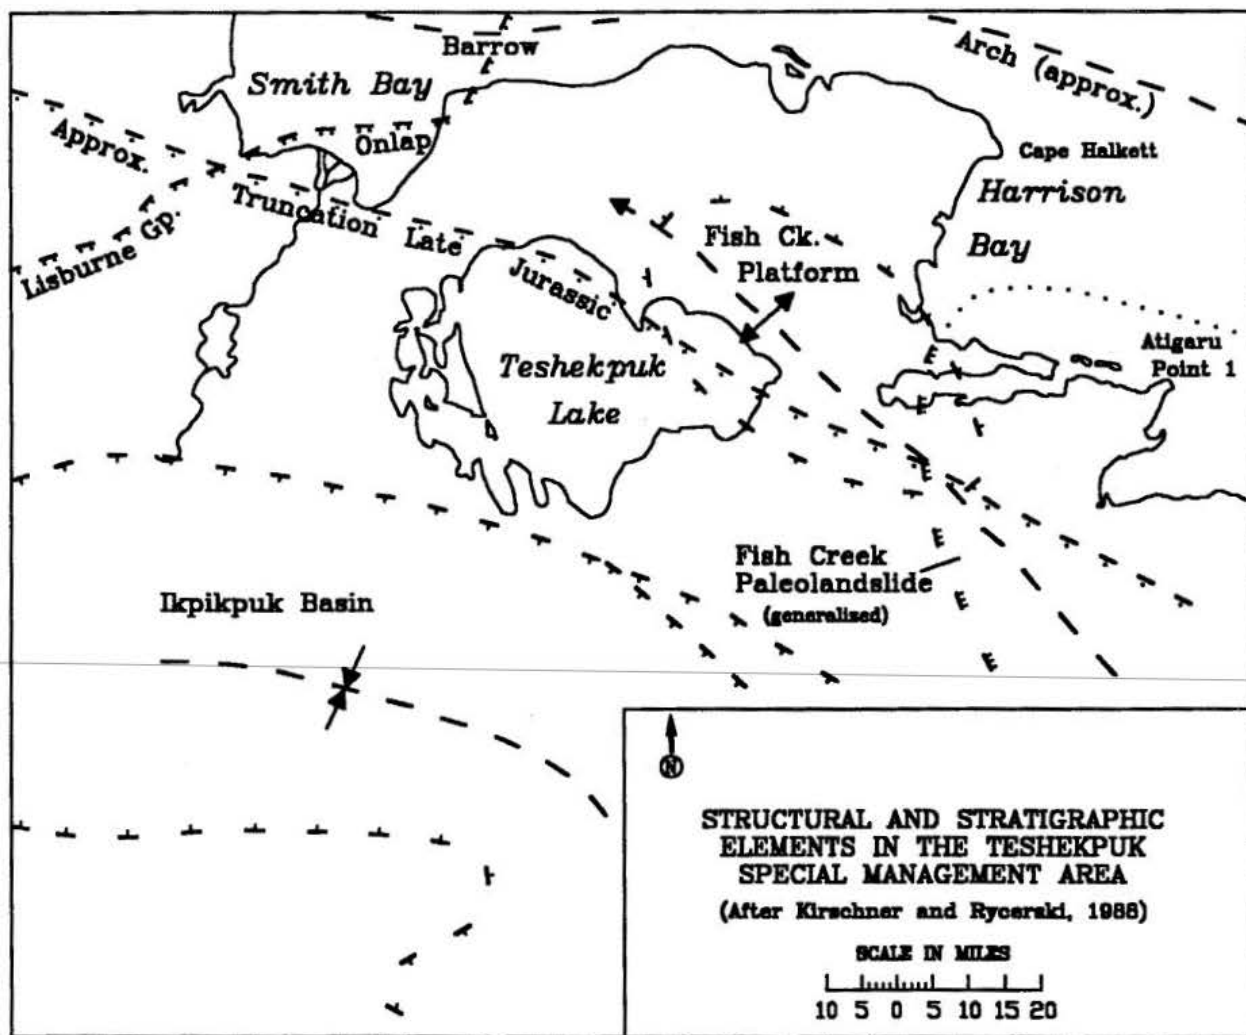 Barrow
Arch (approx.)
Smith Bay
Approx.
Onlap
Cape Halkett
Harrison
Bay
Truncation Late
Jurassic
Lisburne Gp.
Fish Ck.
Platform
Atigaru
Point 1
Teshekpuk
Lake
Fish Creek
Paleolandslide
(generalised)
Ikpikpuk Basin
N
STRUCTURAL AND STRATIGRAPHIC
ELEMENTS IN THE TESHEKPUK
SPECIAL MANAGEMENT AREA
(After Kirschner and Rycerski, 1988)
SCALE IN MILES
10 5 0 5 10 15 20